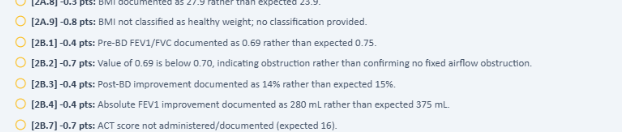 [2A.8] -0.3 pts: BMI documented as 27.9 rather than expected 23.9.
[2A.9] -0.8 pts: BMI not classified as healthy weight; no classification provided.
[2B.1] -0.4 pts: Pre-BD FEV1/FVC documented as 0.69 rather than expected 0.75.
[2B.2] -0.7 pts: Value of 0.69 is below 0.70, indicating obstruction rather than confirming no fixed airflow obstruction.
[2B.3] -0.4 pts: Post-BD improvement documented as 14% rather than expected 15%.
[2B.4] -0.4 pts: Absolute FEV1 improvement documented as 280 mL rather than expected 375 mL.
[2B.7] -0.7 pts: ACT score not administered/documented (expected 16).